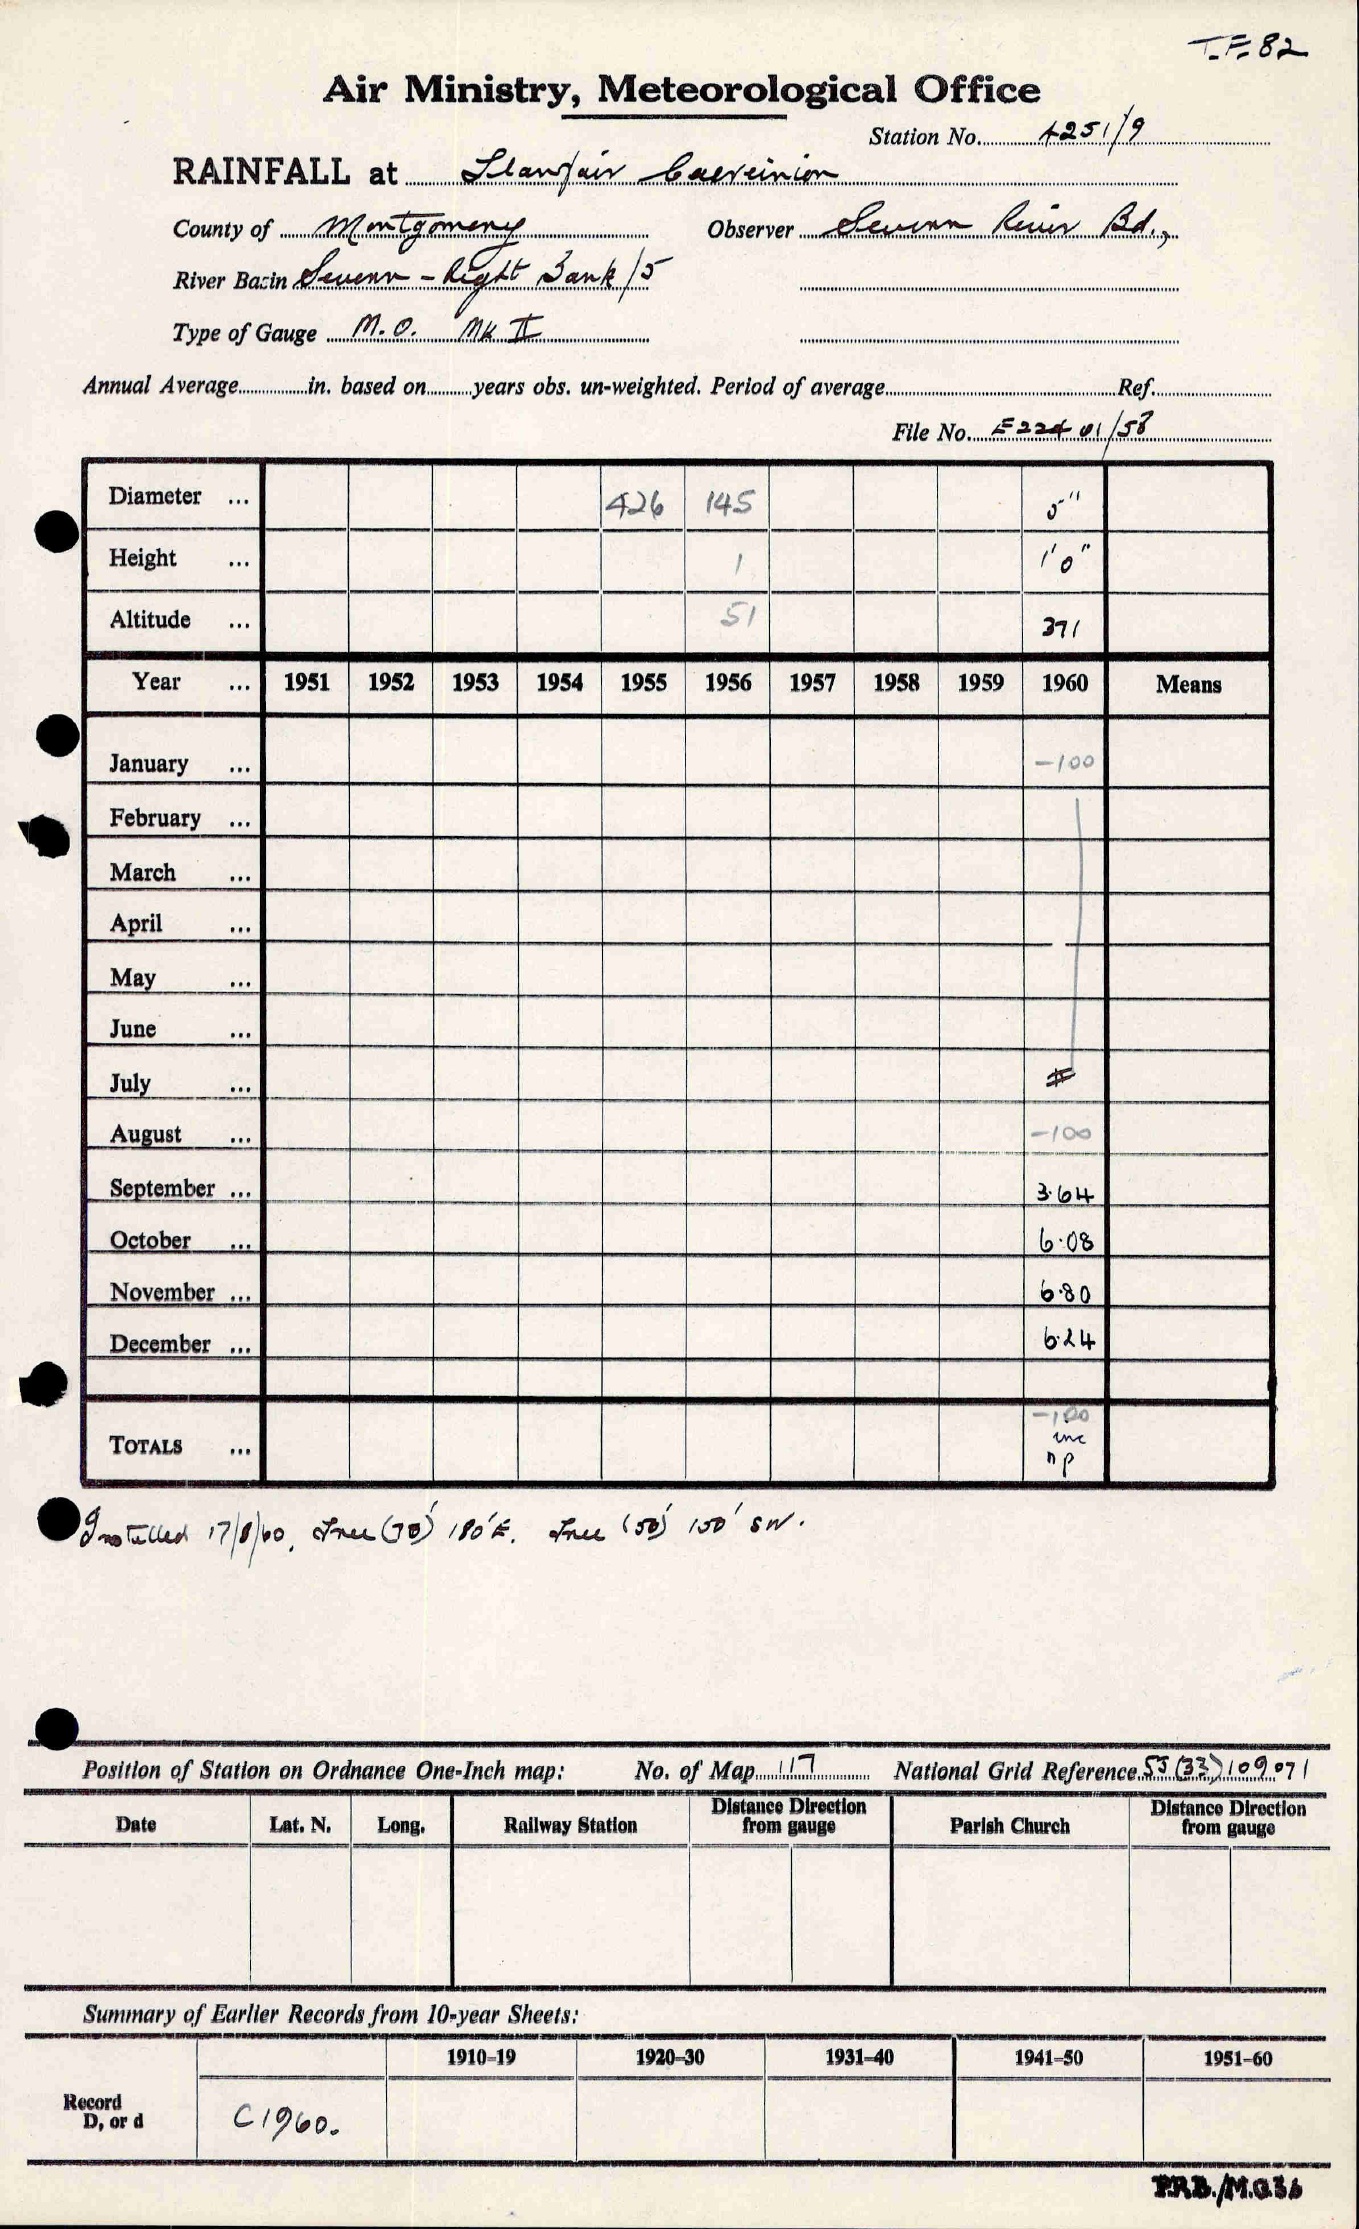 T.F. 82
Air Ministry, Meteorological Office
Station No. 4251/9
RAINFALL at Llanfair Caereinion
County of Montgomery Observer Severn River Bd.,
River Basin Severn - Right Bank/5
Type of Gauge M.O. Mk II
Annual Average in. based on years obs. un-weighted. Period of average Ref.
File No. /58
Diameter ... 426 145 5"
Height ... 1 1'0"
Altitude ... 51 371
Year ... 1951 1952 1953 1954 1955 1956 1957 1958 1959 1960 Means
January ... -100
February ...
March ...
April ...
May ...
June ...
July ...
August ... -100
September ... 3.64
October ... 6.08
November ... 6.80
December ... 6.24
TOTALS ... -100
inc
n p
Installed 17/8/60. Tree (70') 180' E. Tree (50') 150' SW.
Position of Station on Ordnance One-Inch map: No. of Map 117 National Grid Reference SJ (33) 109071
Date Lat. N. Long. Railway Station Distance Direction from gauge Parish Church Distance Direction from gauge
Summary of Earlier Records from 10-year Sheets:
1910-19 1920-30 1931-40 1941-50 1951-60
Record
D, or d C1960.
P.R.B./M.O.36